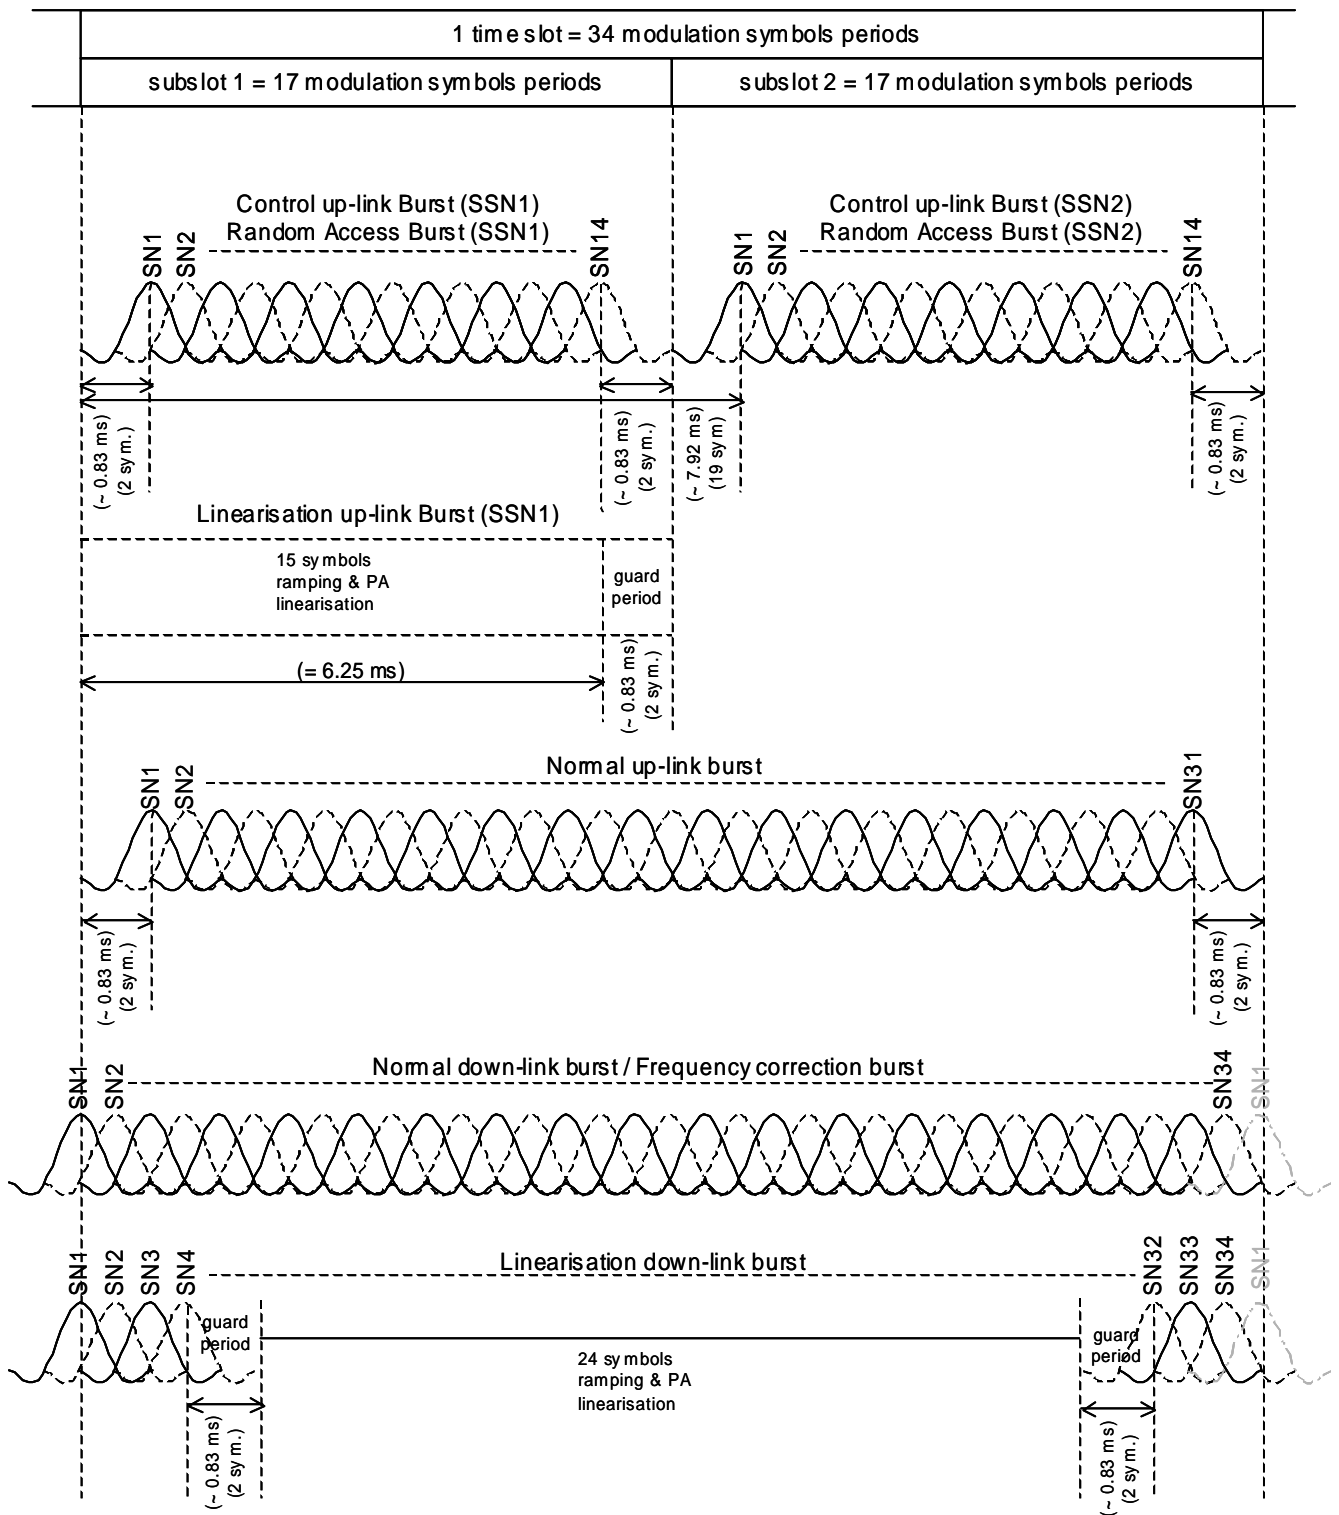 1 time slot = 34 modulation symbols periods
subslot 1 = 17 modulation symbols periods
subslot 2 = 17 modulation symbols periods
Control up-link Burst (SSN1)
Random Access Burst (SSN1)
SN1
SN2
SN14
Control up-link Burst (SSN2)
Random Access Burst (SSN2)
SN1
SN2
SN14
(~ 0.83 ms)
(2 sym.)
(~ 0.83 ms)
(2 sym.)
(~ 7.92 ms)
(19 sym)
(~ 0.83 ms)
(2 sym.)
Linearisation up-link Burst (SSN1)
15 symbols
ramping & PA
linearisation
guard
period
(= 6.25 ms)
(~ 0.83 ms)
(2 sym.)
Normal up-link burst
SN1
SN2
SN31
(~ 0.83 ms)
(2 sym.)
(~ 0.83 ms)
(2 sym.)
Normal down-link burst / Frequency correction burst
SN1
SN2
SN34
SN1
Linearisation down-link burst
SN1
SN2
SN3
SN4
SN32
SN33
SN34
SN1
guard
period
24 symbols
ramping & PA
linearisation
guard
period
(~ 0.83 ms)
(2 sym.)
(~ 0.83 ms)
(2 sym.)